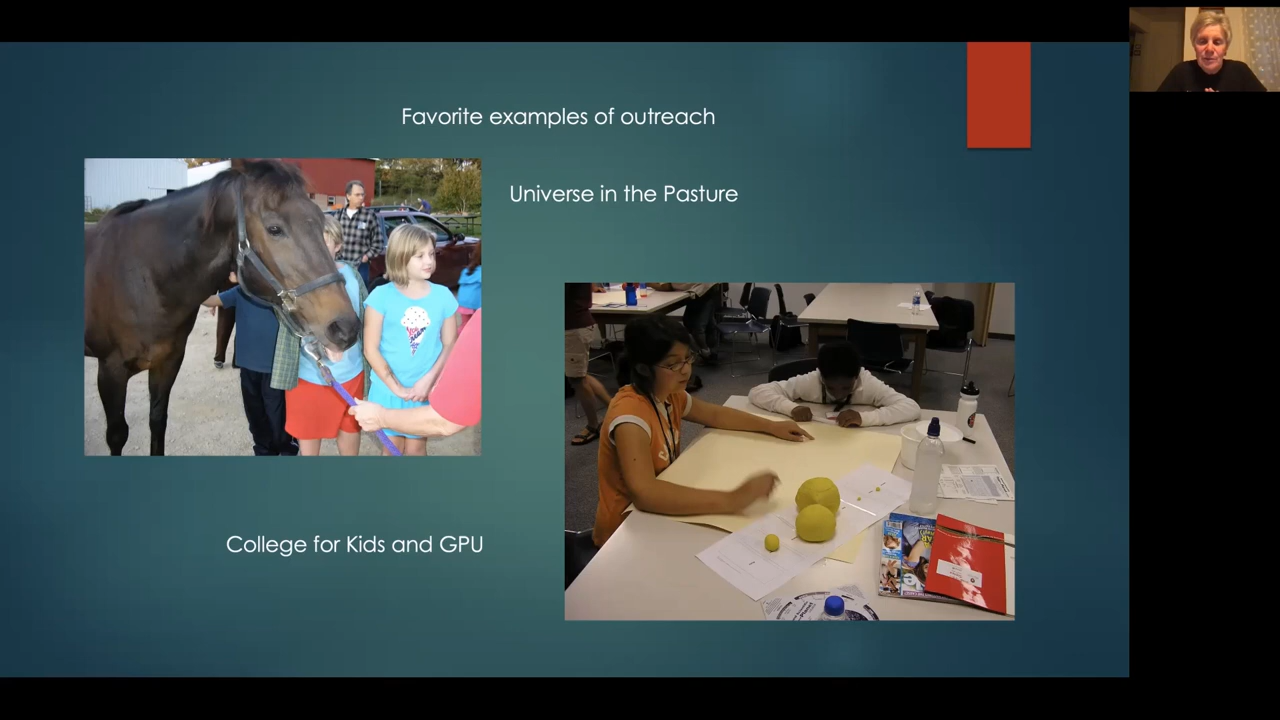 Favorite examples of outreach
Universe in the Pasture
College for Kids and GPU